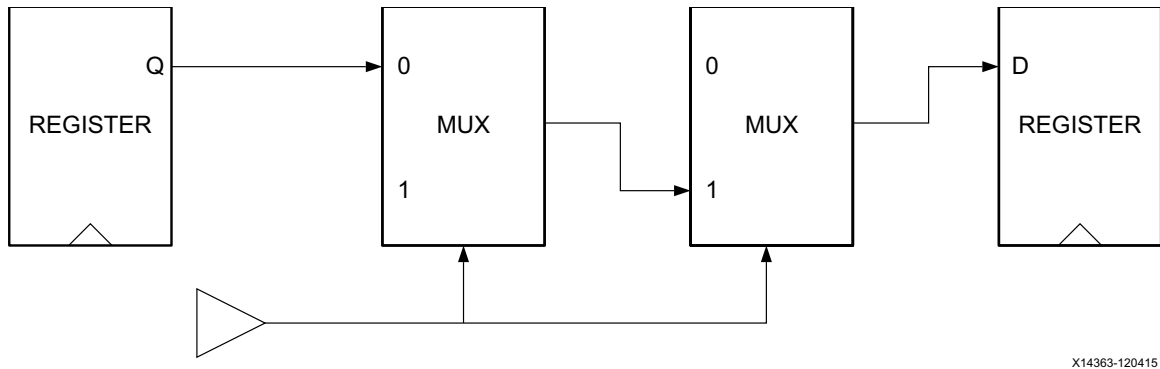 Q
REGISTER
0
MUX
1
0
MUX
1
D
REGISTER
X14363-120415